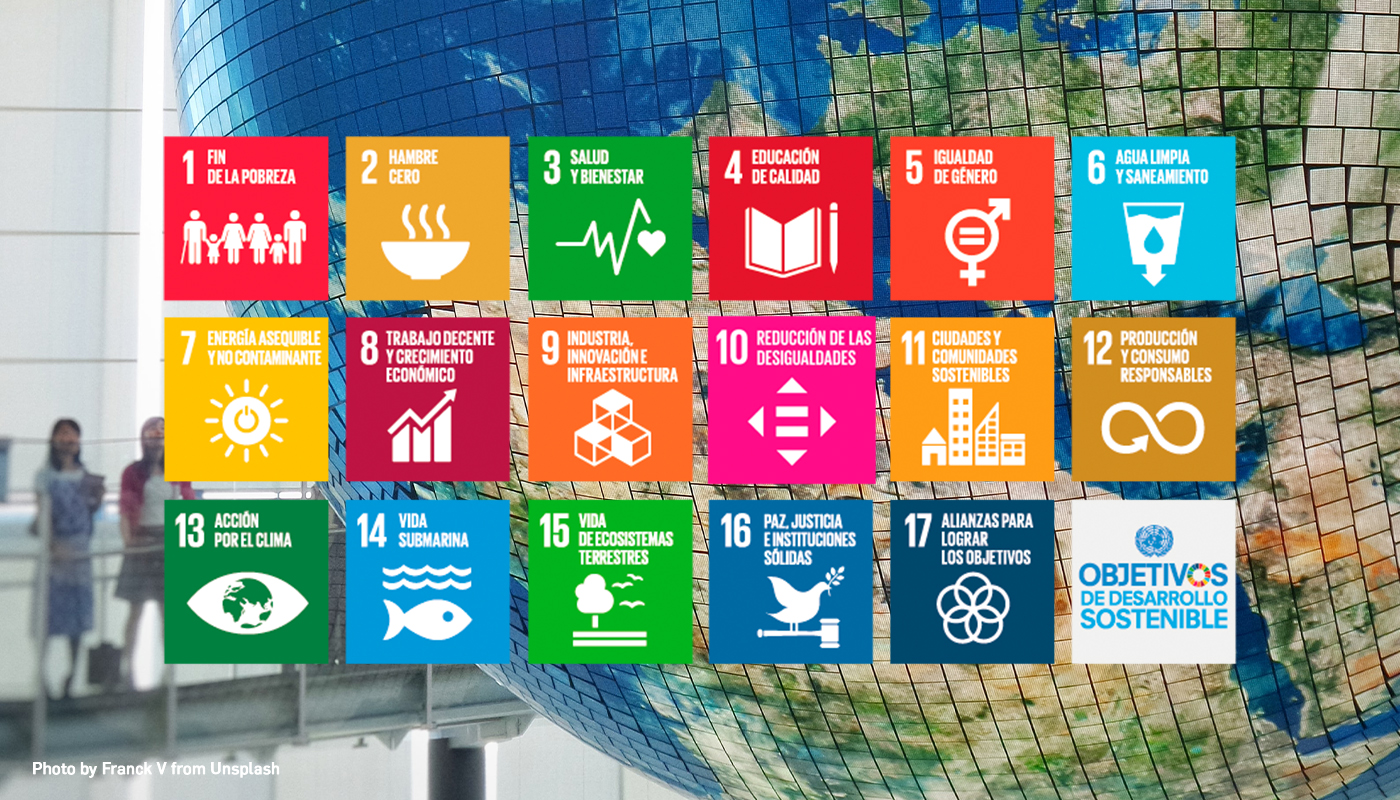 1 FIN
DE LA POBREZA
2 HAMBRE
CERO
3 SALUD
Y BIENESTAR
4 EDUCACIÓN
DE CALIDAD
5 IGUALDAD
DE GÉNERO
6 AGUA LIMPIA
Y SANEAMIENTO
7 ENERGÍA ASEQUIBLE
Y NO CONTAMINANTE
8 TRABAJO DECENTE
Y CRECIMIENTO
ECONÓMICO
9 INDUSTRIA,
INNOVACIÓN E
INFRAESTRUCTURA
10 REDUCCIÓN DE LAS
DESIGUALDADES
11 CIUDADES Y
COMUNIDADES
SOSTENIBLES
12 PRODUCCIÓN
Y CONSUMO
RESPONSABLES
13 ACCIÓN
POR EL CLIMA
14 VIDA
SUBMARINA
15 VIDA
DE ECOSISTEMAS
TERRESTRES
16 PAZ, JUSTICIA
E INSTITUCIONES
SÓLIDAS
17 ALIANZAS PARA
LOGRAR
LOS OBJETIVOS
OBJETIVOS
DE DESARROLLO
SOSTENIBLE
Photo by Franck V from Unsplash